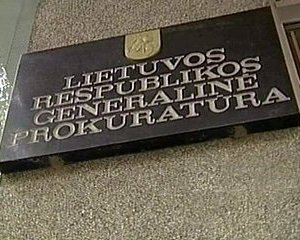 LIETUVOS
RESPUBLIKOS
GENERALINĖ
PROKURATŪRA